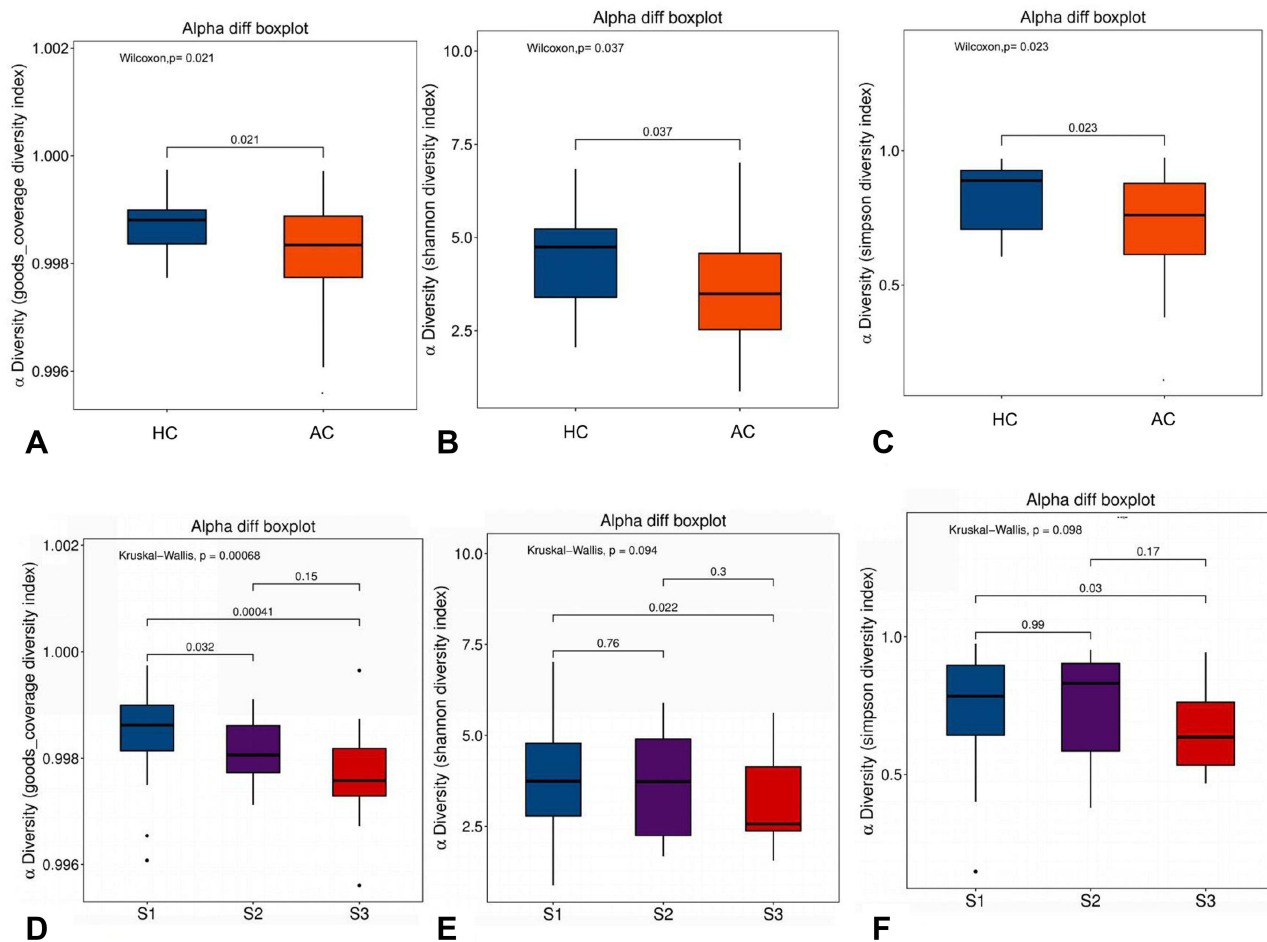 Alpha diff boxplot
Wilcoxon,p= 0.021
α Diversity (goods_coverage diversity index)
1.002
1.000
0.998
0.996
0.021
HC
AC
A
Alpha diff boxplot
Wilcoxon,p= 0.037
α Diversity (shannon diversity index)
10.0
7.5
5.0
2.5
0.037
HC
AC
B
Alpha diff boxplot
Wilcoxon,p= 0.023
α Diversity (simpson diversity index)
1.0
0.5
0.023
HC
AC
C
Alpha diff boxplot
Kruskal−Wallis, p = 0.00068
α Diversity (goods_coverage diversity index)
1.002
1.000
0.998
0.996
0.15
0.00041
0.032
S1
S2
S3
D
Alpha diff boxplot
Kruskal−Wallis, p = 0.094
α Diversity (shannon diversity index)
10.0
7.5
5.0
2.5
0.3
0.022
0.76
S1
S2
S3
E
Alpha diff boxplot
Kruskal−Wallis, p = 0.098
α Diversity (simpson diversity index)
1.0
0.5
0.17
0.03
0.99
S1
S2
S3
F